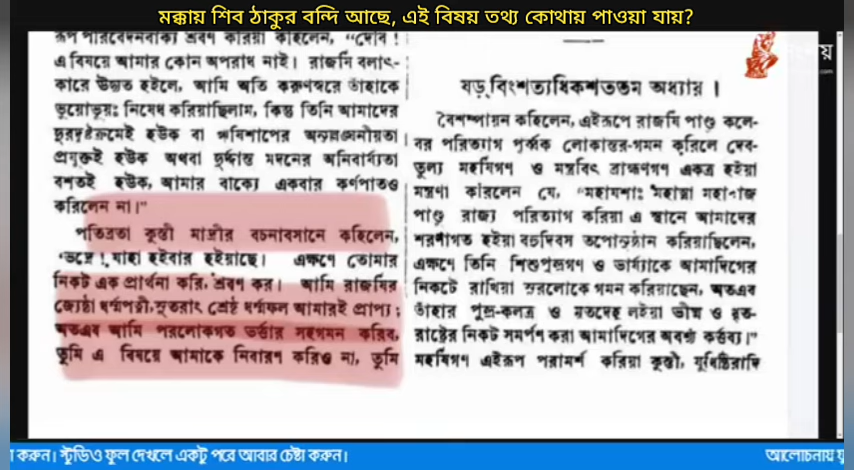 মক্কায় শিব ঠাকুর বন্দি আছে, এই বিষয় তথ্য কোথায় পাওয়া যায়?
রূপ পরিবেদনবাক্য শ্রবণ করিয়া কহিলেন, “দেবি !
এ বিষয়ে আমার কোন অপরাধ নাই। রাজর্ষি বলাৎ-
কারে উদ্ভত হইলে, আমি অতি করুণস্বরে তাঁহাকে
ভূয়োভূয়ঃ নিষেধ করিয়াছিলাম, কিন্তু তিনি আমাদের
দুরদৃষ্টক্রমেই হউক বা ঋষিশাপের অনুল্লঙ্ঘনীয়তা
প্রযুক্তই হউক অথবা দুর্দ্দান্ত মদনের অনিবার্য্যতা
বশতই হউক, আমার বাক্যে একবার কর্ণপাতও
করিলেন না।”
পতিব্রতা কুন্তী মাদ্রীর বচনাবসানে কহিলেন,
‘ভদ্রে ! যাহা হইবার হইয়াছে। এক্ষণে তোমার
নিকট এক প্রার্থনা করি, শ্রবণ কর। আমি রাজর্ষির
জ্যেষ্ঠা ধর্ম্মপত্নী, সুতরাং শ্রেষ্ঠ ধর্ম্মফল আমারই প্রাপ্য ;
অতএব আমি পরলোকগত ভর্ত্তার সহগমন করিব,
তুমি এ বিষয়ে আমাকে নিবারণ করিও না, তুমি
ষড়্‌বিংশত্যধিকশততম অধ্যায়।
বৈশম্পায়ন কহিলেন, এইরূপে রাজর্ষি পাণ্ডু কলে-
বর পরিত্যাগ পূর্ব্বক লোকান্তর-গমন করিলে দেব-
তুল্য মহর্ষিগণ ও মন্ত্রবিৎ ব্রাহ্মণগণ একত্র হইয়া
মন্ত্রণা করিলেন যে, “মহাযশাঃ মহাত্মা মহারাজ
পাণ্ডু রাজ্য পরিত্যাগ করিয়া এ স্থানে আমাদের
শরণাগত হইয়া বহুদিবস তপোনুষ্ঠান করিয়াছিলেন,
এক্ষণে তিনি শিশুপুত্রগণ ও ভার্য্যাকে আমাদিগের
নিকটে রাখিয়া সুরলোকে গমন করিয়াছেন, অতএব
তাঁহার পুত্র-কলত্র ও মৃতদেহ লইয়া ভীষ্ম ও ধৃত-
রাষ্ট্রের নিকট সমর্পণ করা আমাদিগের অবশ্য কর্ত্তব্য।”
মহর্ষিগণ এইরূপ পরামর্শ করিয়া কুন্তী, যুধিষ্ঠিরাদি
করুন। স্টুডিও ফুল দেখলে একটু পরে আবার চেষ্টা করুন।
আলোচনায় যু